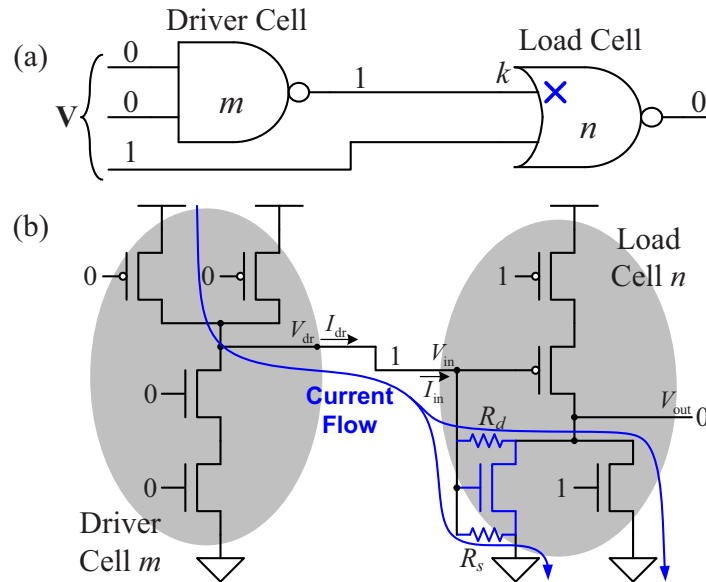 Driver Cell
Load Cell
(a)
0
0
1
V
m
1
k
n
0
(b)
0
0
V_dr
I_dr
1
V_in
I_in
0
0
Current
Flow
Driver
Cell m
Load
Cell n
1
V_out 0
R_d
1
R_s